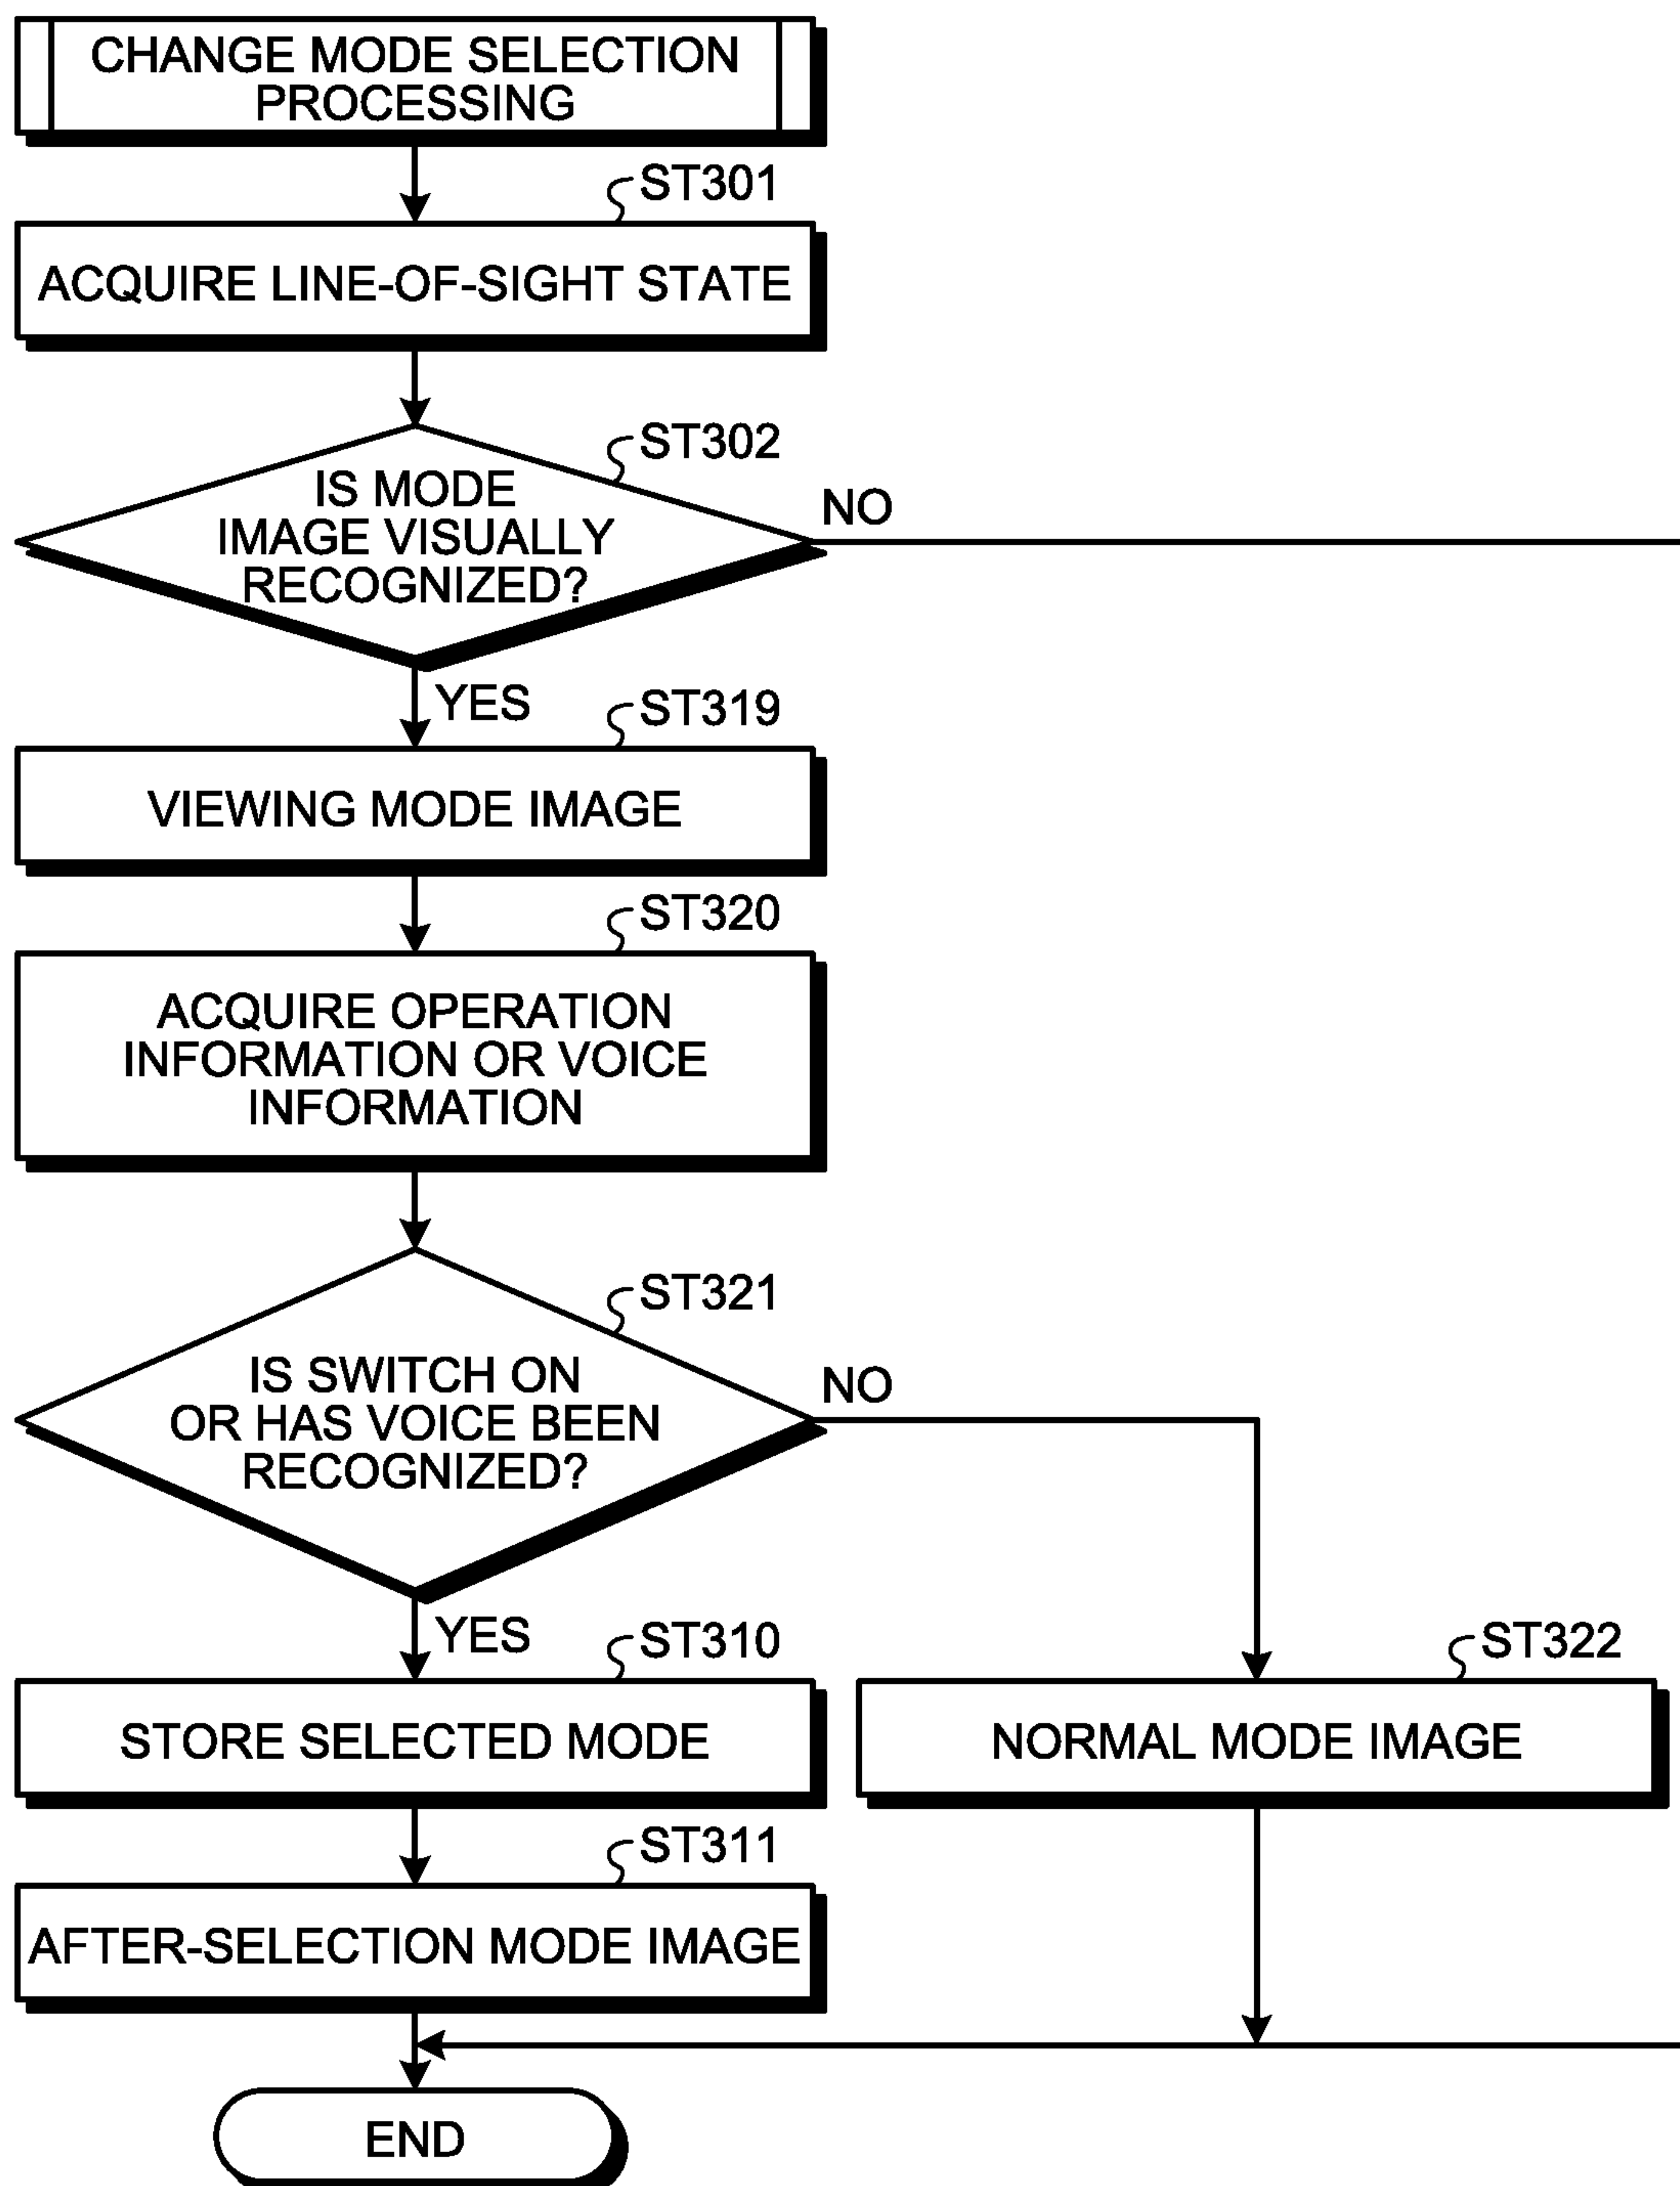 CHANGE MODE SELECTION
PROCESSING
ST301
ACQUIRE LINE-OF-SIGHT STATE
ST302
IS MODE
IMAGE VISUALLY
RECOGNIZED?
NO
YES
ST319
VIEWING MODE IMAGE
ST320
ACQUIRE OPERATION
INFORMATION OR VOICE
INFORMATION
ST321
IS SWITCH ON
OR HAS VOICE BEEN
RECOGNIZED?
NO
YES
ST310
STORE SELECTED MODE
ST322
NORMAL MODE IMAGE
ST311
AFTER-SELECTION MODE IMAGE
END